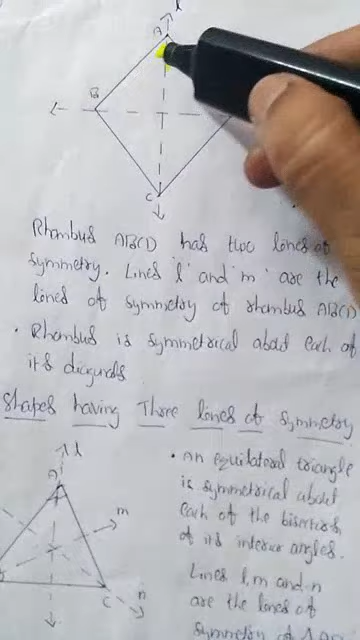 l
A
B
C
Rhombus ABCD has two lines of
symmetry. Lines 'l' and 'm' are the
lines of symmetry of rhombus ABCD
• Rhombus is symmetrical about each of
its diagonals
Shapes having Three lines of symmetry
l
A
m
C
n
• An equilateral triangle
is symmetrical about
each of the bisectors
of its interior angles.
Lines l, m and n
are the lines of
symmetry of